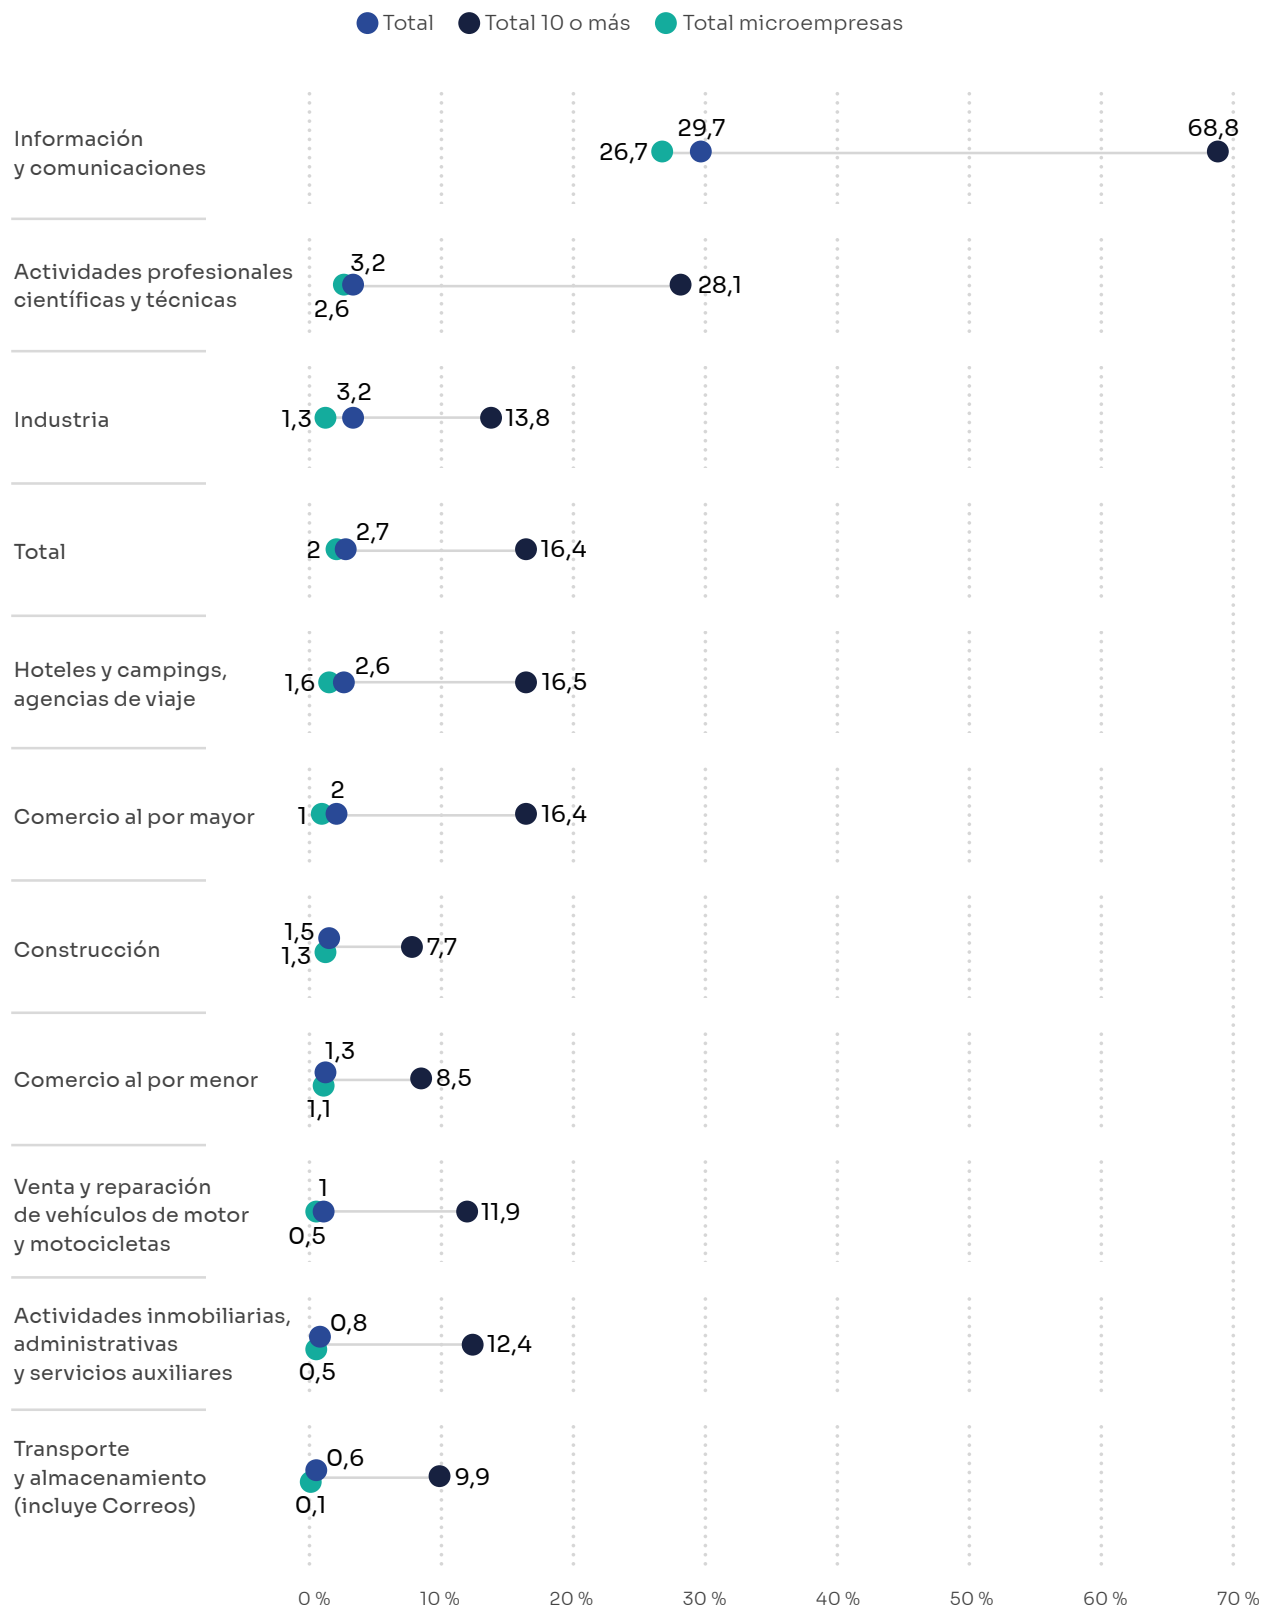 Total Total 10 o más Total microempresas
Información
y comunicaciones
26,7 29,7 68,8
Actividades profesionales
científicas y técnicas
2,6 3,2 28,1
Industria
1,3 3,2 13,8
Total
2 2,7 16,4
Hoteles y campings,
agencias de viaje
1,6 2,6 16,5
Comercio al por mayor
1 2 16,4
Construcción
1,5
1,3 7,7
Comercio al por menor
1,3
8,5
1,1
Venta y reparación
de vehículos de motor
y motocicletas
1
11,9
0,5
Actividades inmobiliarias,
administrativas
y servicios auxiliares
0,8
12,4
0,5
Transporte
y almacenamiento
(incluye Correos)
0,6
9,9
0,1
0 % 10 % 20 % 30 % 40 % 50 % 60 % 70 %